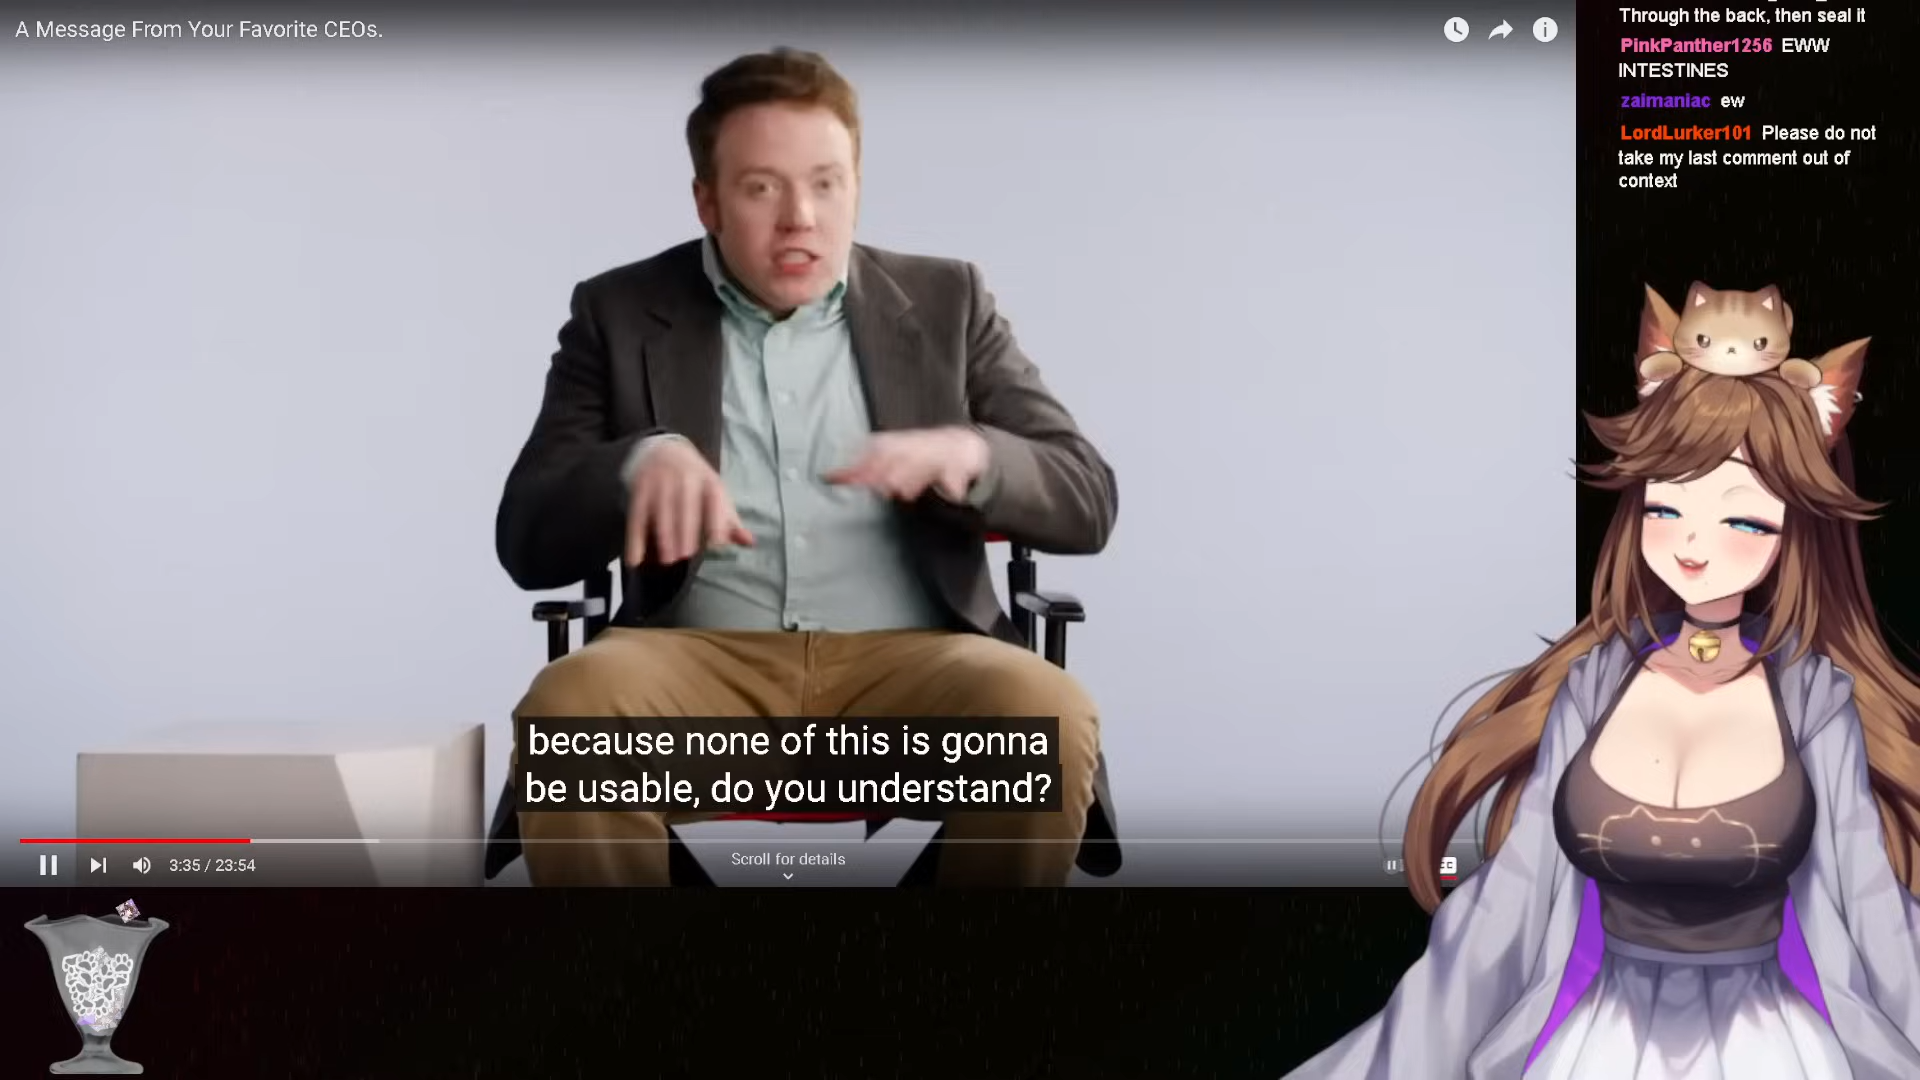 A Message From Your Favorite CEOs.
Through the back, then seal it
PinkPanther1256 EWW
INTESTINES
zaimaniac ew
LordLurker101 Please do not
take my last comment out of
context
because none of this is gonna
be usable, do you understand?
Scroll for details
3:35 / 23:54
CC